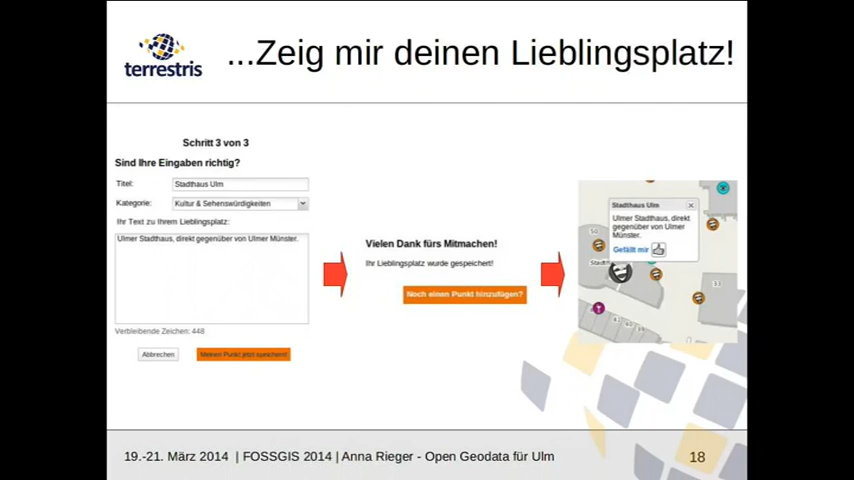 terrestris
...Zeig mir deinen Lieblingsplatz!
Schritt 3 von 3
Sind Ihre Eingaben richtig?
Titel: Stadthaus Ulm
Kategorie: Kultur & Sehenswürdigkeiten
Ihr Text zu Ihrem Lieblingsplatz:
Ulmer Stadthaus, direkt gegenüber von Ulmer Münster.
Verbleibende Zeichen: 448
Abbrechen
Meinen Punkt jetzt speichern!
Vielen Dank fürs Mitmachen!
Ihr Lieblingsplatz wurde gespeichert!
Noch einen Punkt hinzufügen?
Stadthaus Ulm
Ulmer Stadthaus, direkt
gegenüber von Ulmer
Münster.
Gefällt mir
50
33
19.-21. März 2014 | FOSSGIS 2014 | Anna Rieger - Open Geodata für Ulm
18